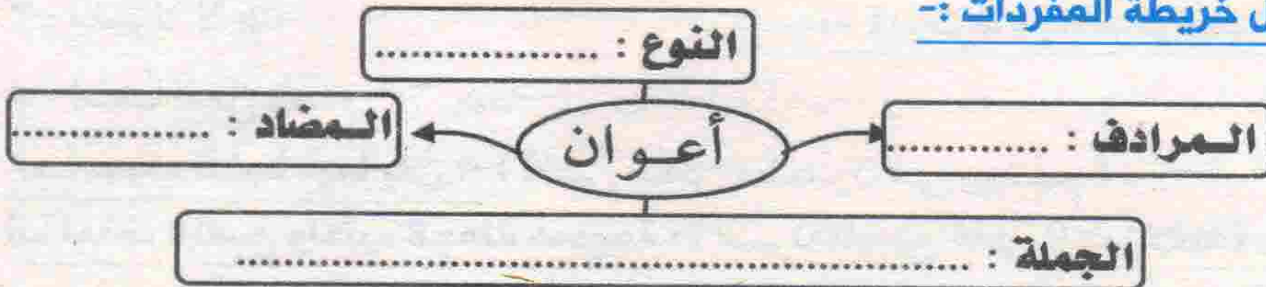 خريطة المفردات :-
النوع : ..................
المرادف : ..............
أعوان
المضاد : ................
الجملة : ................................................................